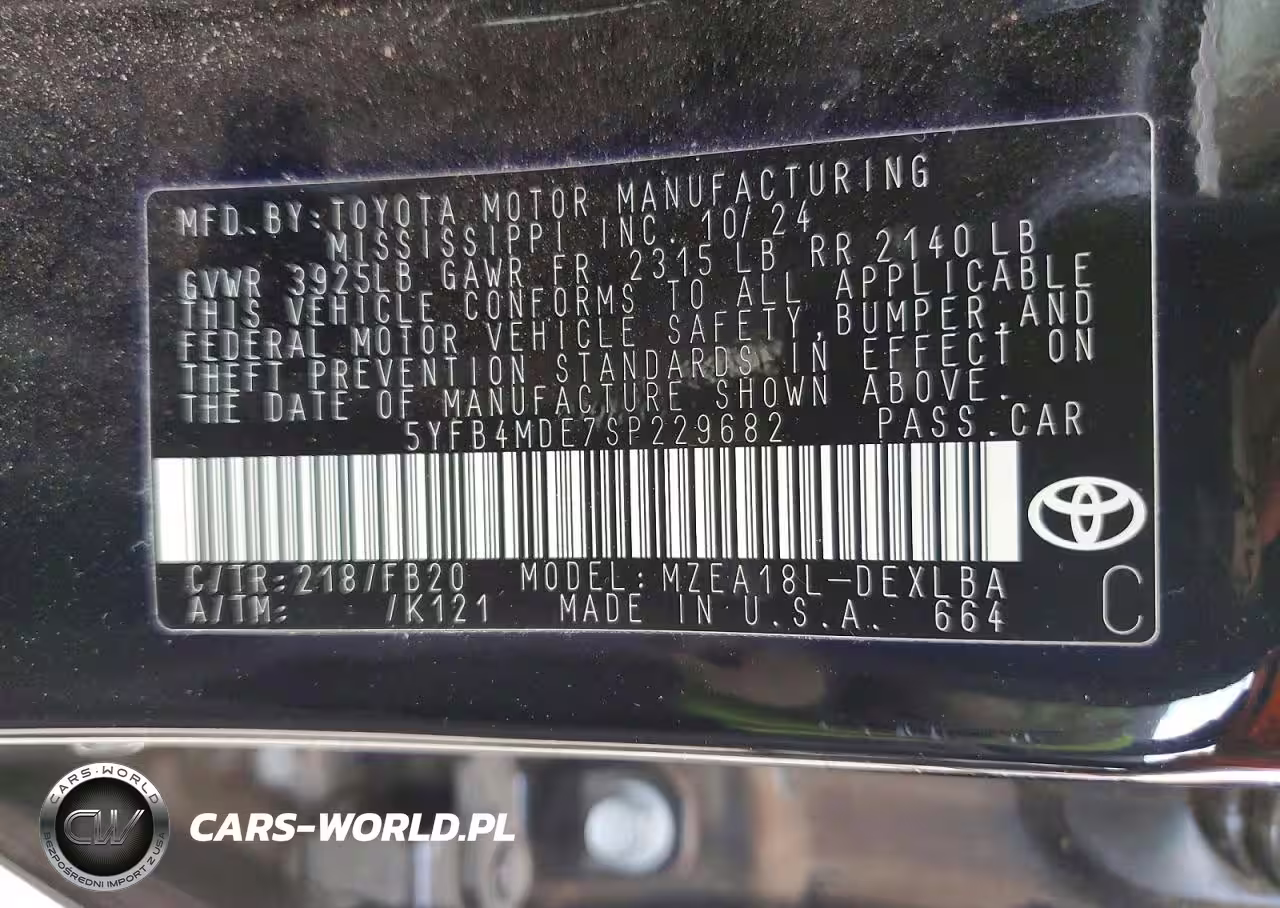 MFD. BY: TOYOTA MOTOR MANUFACTURING
MISSISSIPPI INC. 10/24
GVWR 3925LB GAWR FR 2315 LB RR 2140 LB
THIS VEHICLE CONFORMS TO ALL APPLICABLE
FEDERAL MOTOR VEHICLE SAFETY, BUMPER, AND
THEFT PREVENTION STANDARDS IN EFFECT ON
THE DATE OF MANUFACTURE SHOWN ABOVE.
5YFB4MDE7SP229682 PASS. CAR
C/TR: 218/FB20 MODEL: MZEA18L-DEXLBA
A/TM: /K121 MADE IN U.S.A. 664
C
CARS-WORLD
CW
BEZPOŚREDNI IMPORT Z USA
CARS-WORLD.PL